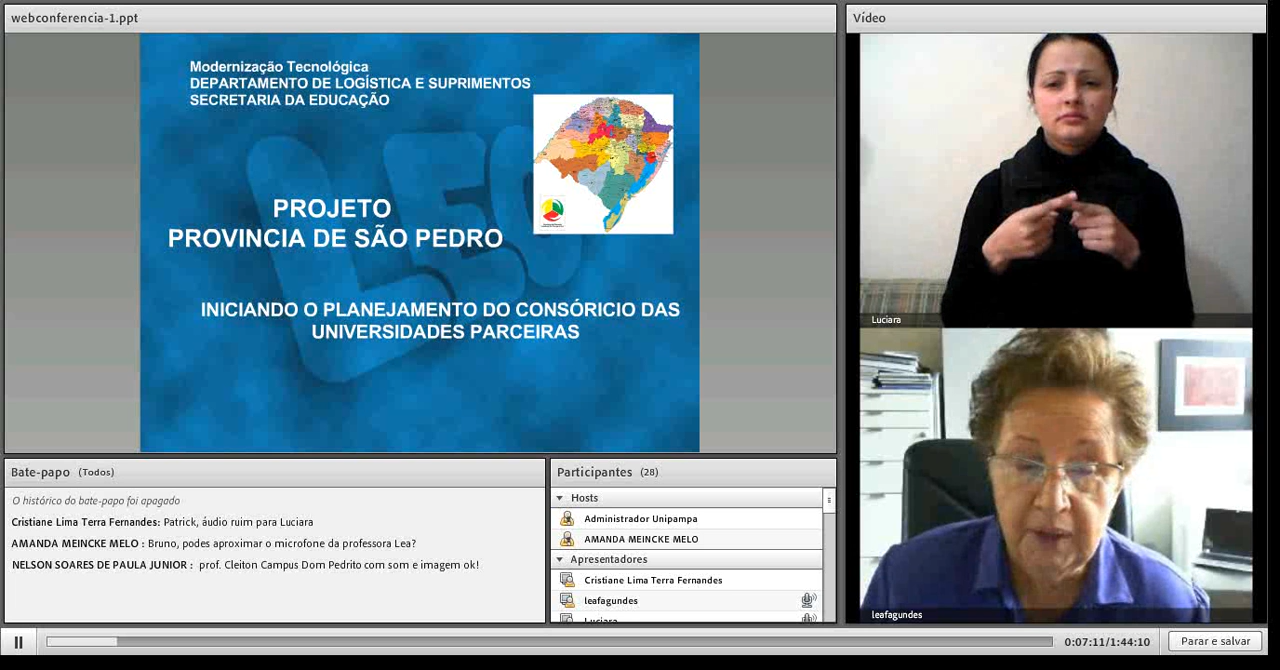 webconferencia-1.ppt
Modernização Tecnológica
DEPARTAMENTO DE LOGÍSTICA E SUPRIMENTOS
SECRETARIA DA EDUCAÇÃO
LEC
PROJETO
PROVINCIA DE SÃO PEDRO
INICIANDO O PLANEJAMENTO DO CONSÓRICIO DAS
UNIVERSIDADES PARCEIRAS
Vídeo
Luciara
leafagundes
Bate-papo (Todos)
O histórico do bate-papo foi apagado
Cristiane Lima Terra Fernandes: Patrick, áudio ruim para Luciara
AMANDA MEINCKE MELO : Bruno, podes aproximar o microfone da professora Lea?
NELSON SOARES DE PAULA JUNIOR : prof. Cleiton Campus Dom Pedrito com som e imagem ok!
Participantes (28)
Hosts
Administrador Unipampa
AMANDA MEINCKE MELO
Apresentadores
Cristiane Lima Terra Fernandes
leafagundes
Luciara
0:07:11/1:44:10
Parar e salvar